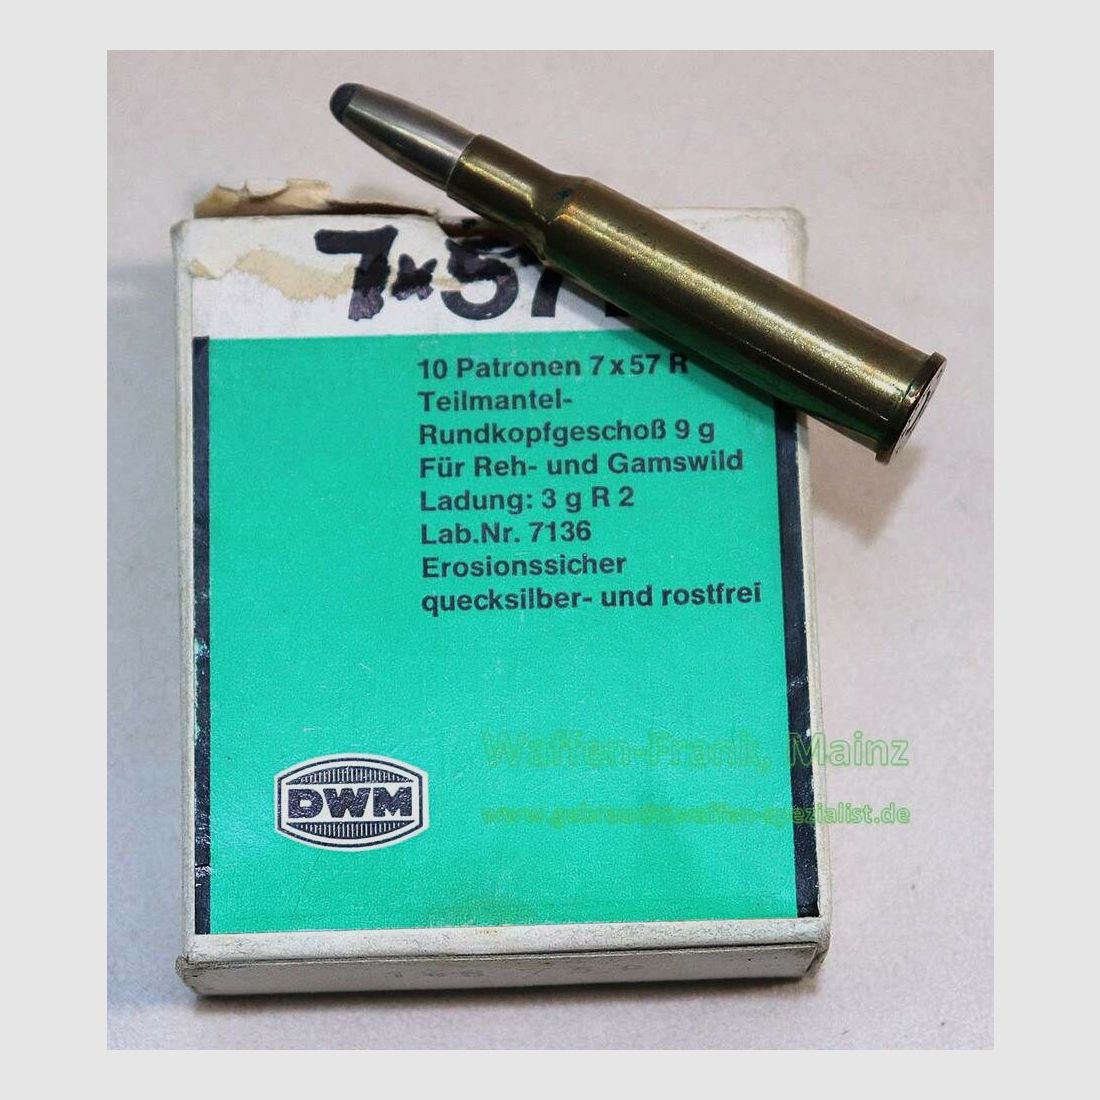 7x57
10 Patronen 7 x 57 R
Teilmantel-
Rundkopfgeschoß 9 g
Für Reh- und Gamswild
Ladung: 3 g R 2
Lab.Nr. 7136
Erosionssicher
quecksilber- und rostfrei
Waffen-Frank, Mainz
DWM
www.gebrauchtwaffen-spezialist.de